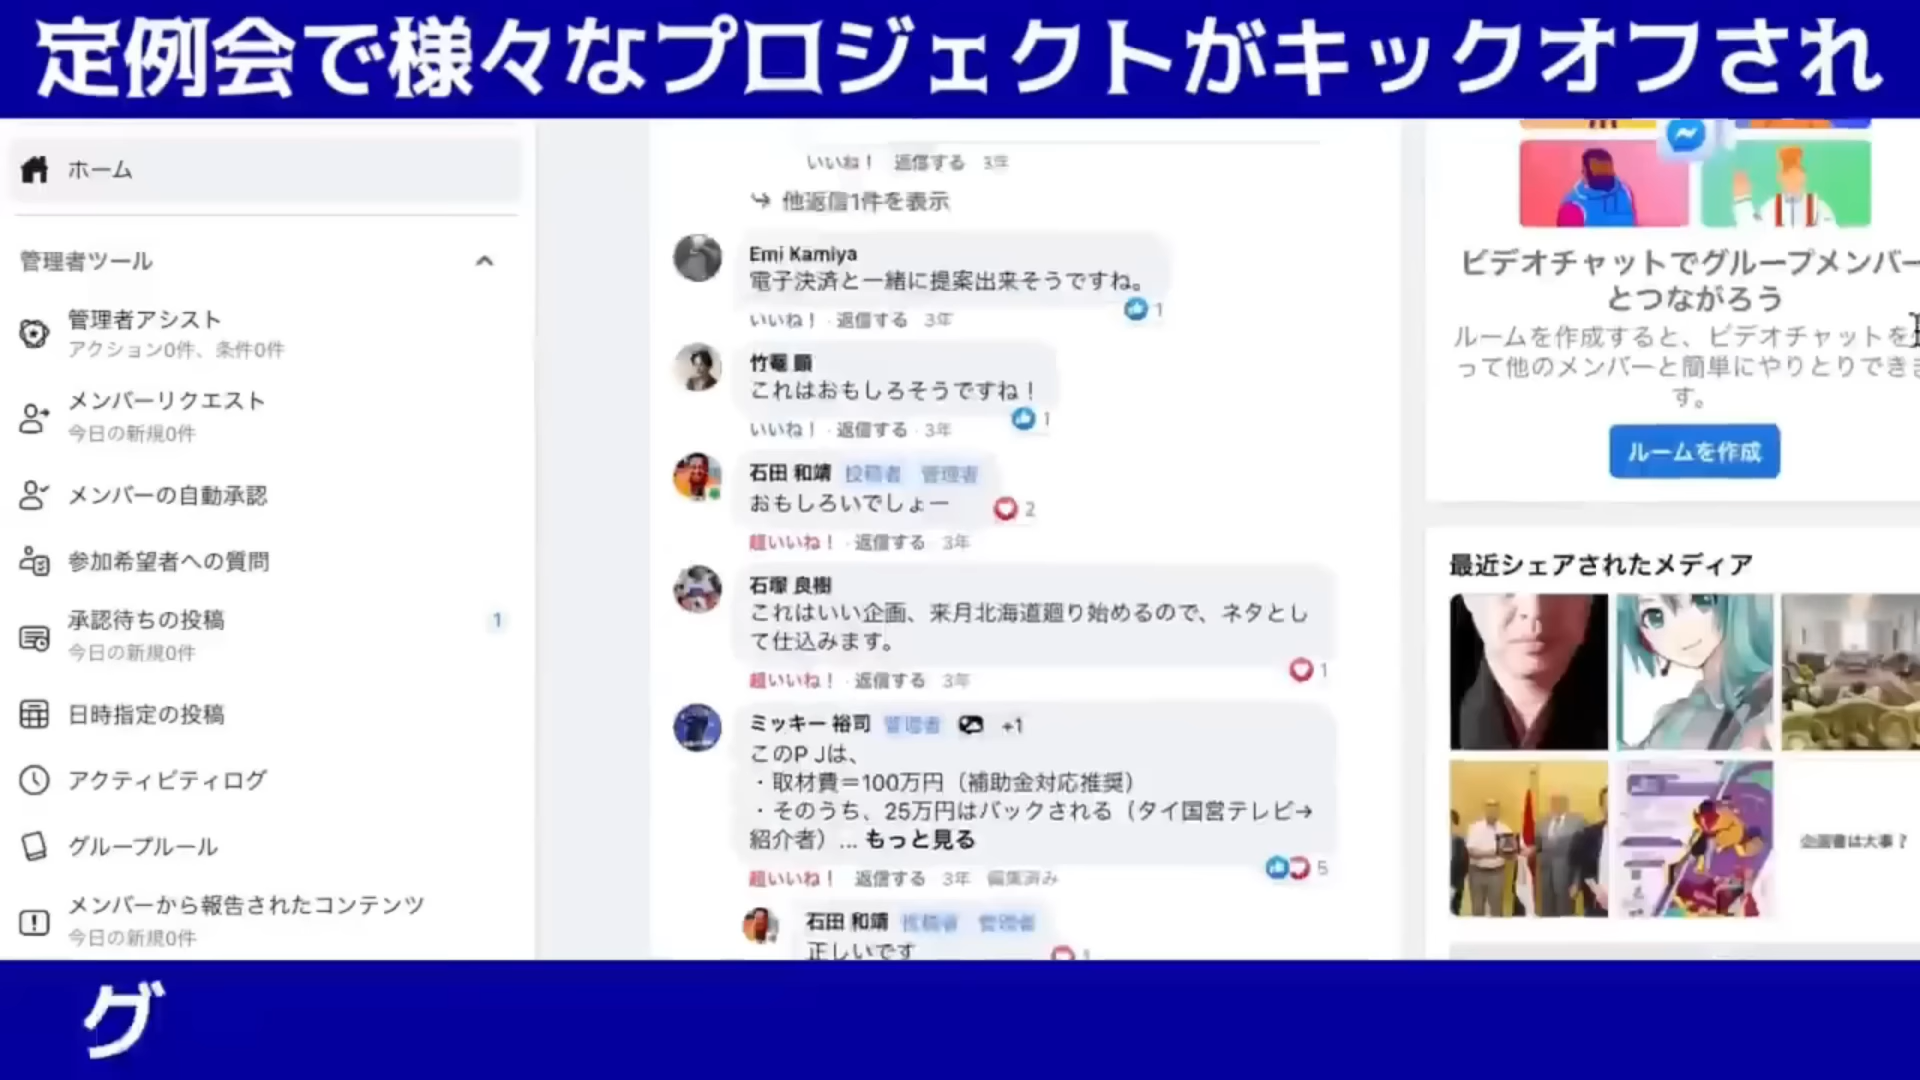 定例会で様々なプロジェクトがキックオフされ
ホーム
管理者ツール
管理者アシスト
アクション0件、条件0件
メンバーリクエスト
今日の新規0件
メンバーの自動承認
参加希望者への質問
承認待ちの投稿
今日の新規0件
1
日時指定の投稿
アクティビティログ
グループルール
メンバーから報告されたコンテンツ
今日の新規0件
いいね! 返信する 3年
他返信1件を表示
Emi Kamiya
電子決済と一緒に提案出来そうですね。
1
いいね!・返信する 3年
これはおもしろそうですね!
1
いいね!・返信する・3年
石田 和靖 投稿者 管理者
おもしろいでしょー
2
超いいね!・返信する 3年
石塚 良樹
これはいい企画、来月北海道廻り始めるので、ネタとし
て仕込みます。
1
超いいね!・返信する 3年
ミッキー 裕司 管理者 +1
このPJは、
・取材費=100万円(補助金対応推奨)
・そのうち、25万円はバックされる(タイ国営テレビ→
紹介者)... もっと見る
5
超いいね! 返信する 3年 編集済み
石田 和靖 投稿者 管理者
正しいです
1
ビデオチャットでグループメンバー
とつながろう
ルームを作成すると、ビデオチャットを
って他のメンバーと簡単にやりとりできま
す。
ルームを作成
最近シェアされたメディア
企画書は大事?
グ